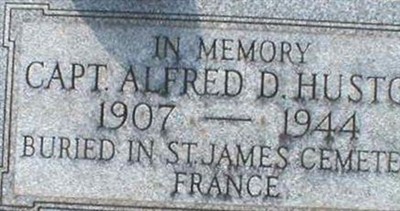 IN MEMORY
CAPT. ALFRED D. HUSTO
1907 — 1944
BURIED IN ST. JAMES CEMETE
FRANCE